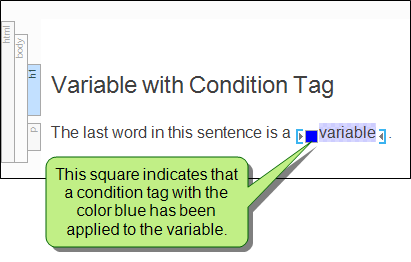 html
body
h1
Variable with Condition Tag
p
The last word in this sentence is a variable.
This square indicates that
a condition tag with the
color blue has been
applied to the variable.